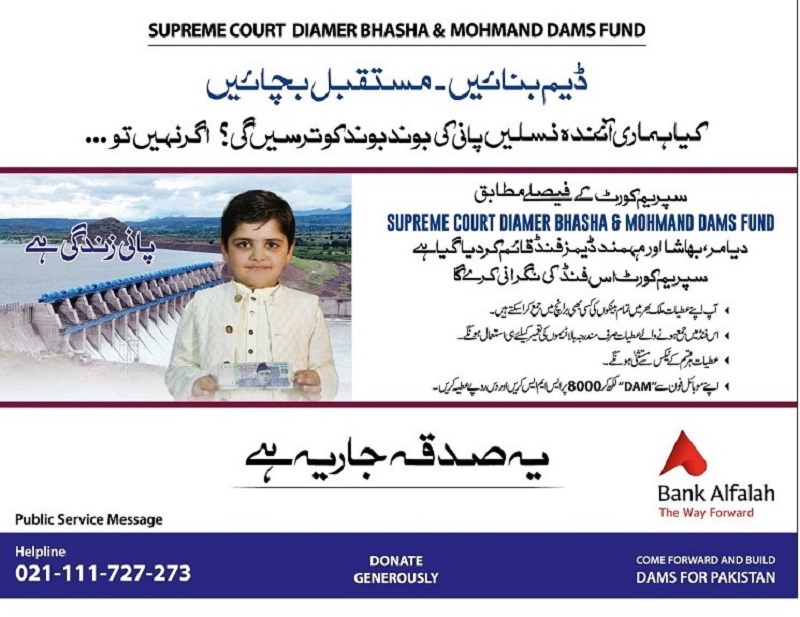 SUPREME COURT DIAMER BHASHA & MOHMAND DAMS FUND
ڈیم بنائیں۔ مستقبل بچائیں
کیا ہماری آئندہ نسلیں پانی کی بوند بوند کو ترسیں گی؟ اگر نہیں تو ...
پانی زندگی ہے
سپریم کورٹ کے فیصلے مطابق
SUPREME COURT DIAMER BHASHA & MOHMAND DAMS FUND
دیامر، بھاشا اور مہمند ڈیمز فنڈ قائم کر دیا گیا ہے
سپریم کورٹ اس فنڈ کی نگرانی کرے گا
آپ اپنے عطیات ملک بھر میں تمام بینکوں کی کسی بھی برانچ میں جمع کراسکتے ہیں۔
اس فنڈ میں جمع ہونے والے عطیات صرف مندرجہ بالا ڈیموں کی تعمیر کیلئے ہی استعمال ہونگے۔
عطیات ہر قسم کے ٹیکس سے مستثنیٰ ہونگے۔
اپنے موبائل فون سے "DAM" لکھ کر 8000 پر ایس ایم ایس کریں اور دس روپے عطیہ کریں۔
یہ صدقہ جاریہ ہے
Bank Alfalah
The Way Forward
Public Service Message
Helpline
021-111-727-273
DONATE
GENEROUSLY
COME FORWARD AND BUILD
DAMS FOR PAKISTAN